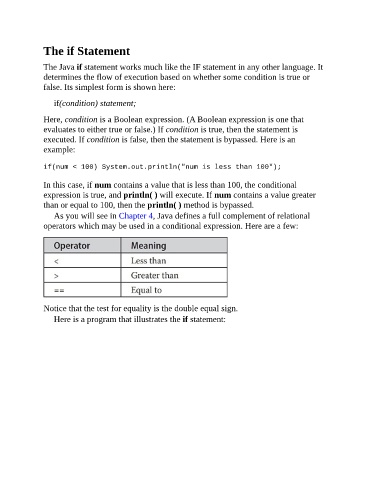 The if Statement
The Java if statement works much like the IF statement in any other language. It
determines the flow of execution based on whether some condition is true or
false. Its simplest form is shown here:
if(condition) statement;
Here, condition is a Boolean expression. (A Boolean expression is one that
evaluates to either true or false.) If condition is true, then the statement is
executed. If condition is false, then the statement is bypassed. Here is an
example:
if(num < 100) System.out.println("num is less than 100");
In this case, if num contains a value that is less than 100, the conditional
expression is true, and println( ) will execute. If num contains a value greater
than or equal to 100, then the println( ) method is bypassed.
As you will see in Chapter 4, Java defines a full complement of relational
operators which may be used in a conditional expression. Here are a few:
Operator Meaning
< Less than
> Greater than
== Equal to
Notice that the test for equality is the double equal sign.
Here is a program that illustrates the if statement: